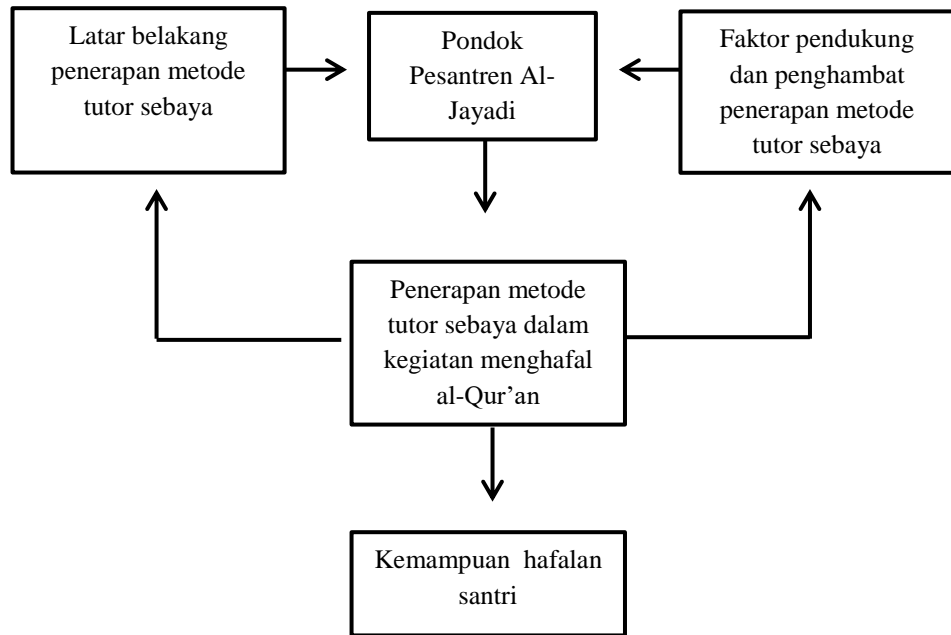 Latar belakang
penerapan metode
tutor sebaya
Pondok
Pesantren Al-
Jayadi
Faktor pendukung
dan penghambat
penerapan metode
tutor sebaya
Penerapan metode
tutor sebaya dalam
kegiatan menghafal
al-Qur’an
Kemampuan hafalan
santri